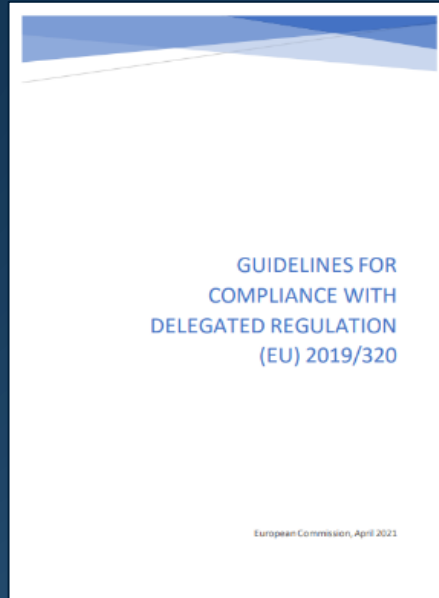 GUIDELINES FOR
COMPLIANCE WITH
DELEGATED REGULATION
(EU) 2019/320
European Commission, April 2021